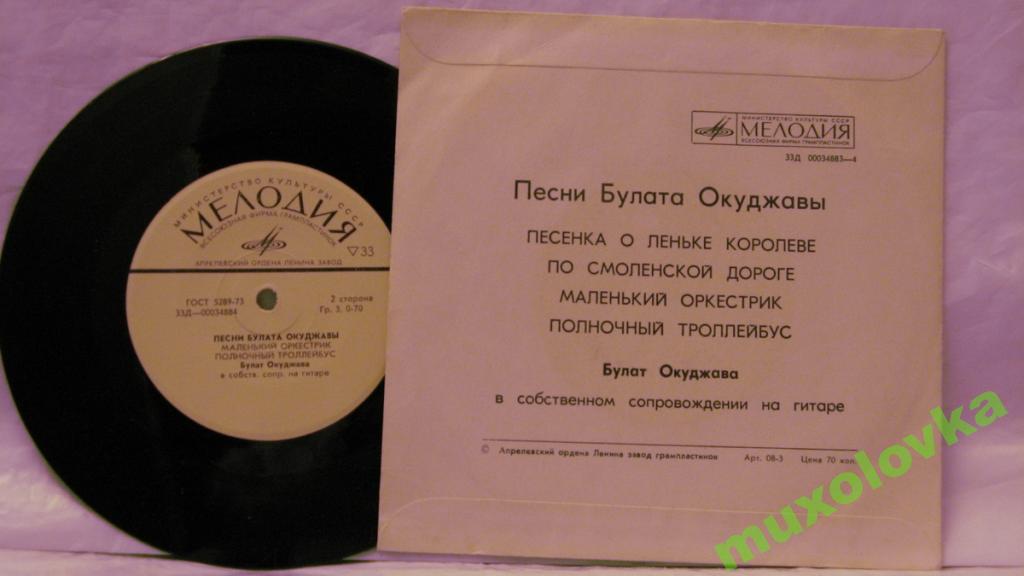 МИНИСТЕРСТВО КУЛЬТУРЫ СССР
МЕЛОДИЯ
ВСЕСОЮЗНАЯ ФИРМА ГРАМПЛАСТИНОК
▽33
АПРЕЛЕВСКИЙ ОРДЕНА ЛЕНИНА ЗАВОД
ГОСТ 5289-73
2 сторона
33Д—00034884
Гр. 3. 0-70
ПЕСНИ БУЛАТА ОКУДЖАВЫ
МАЛЕНЬКИЙ ОРКЕСТРИК
ПОЛНОЧНЫЙ ТРОЛЛЕЙБУС
Булат Окуджава
в собств. сопр. на гитаре
МИНИСТЕРСТВО КУЛЬТУРЫ СССР
МЕЛОДИЯ
ВСЕСОЮЗНАЯ ФИРМА ГРАМПЛАСТИНОК
33Д 00034883—4
Песни Булата Окуджавы
ПЕСЕНКА О ЛЕНЬКЕ КОРОЛЕВЕ
ПО СМОЛЕНСКОЙ ДОРОГЕ
МАЛЕНЬКИЙ ОРКЕСТРИК
ПОЛНОЧНЫЙ ТРОЛЛЕЙБУС
Булат Окуджава
в собственном сопровождении на гитаре
© Апрелевский ордена Ленина завод грампластинок Арт. 08-3 Цена 70 коп.
muxolovka